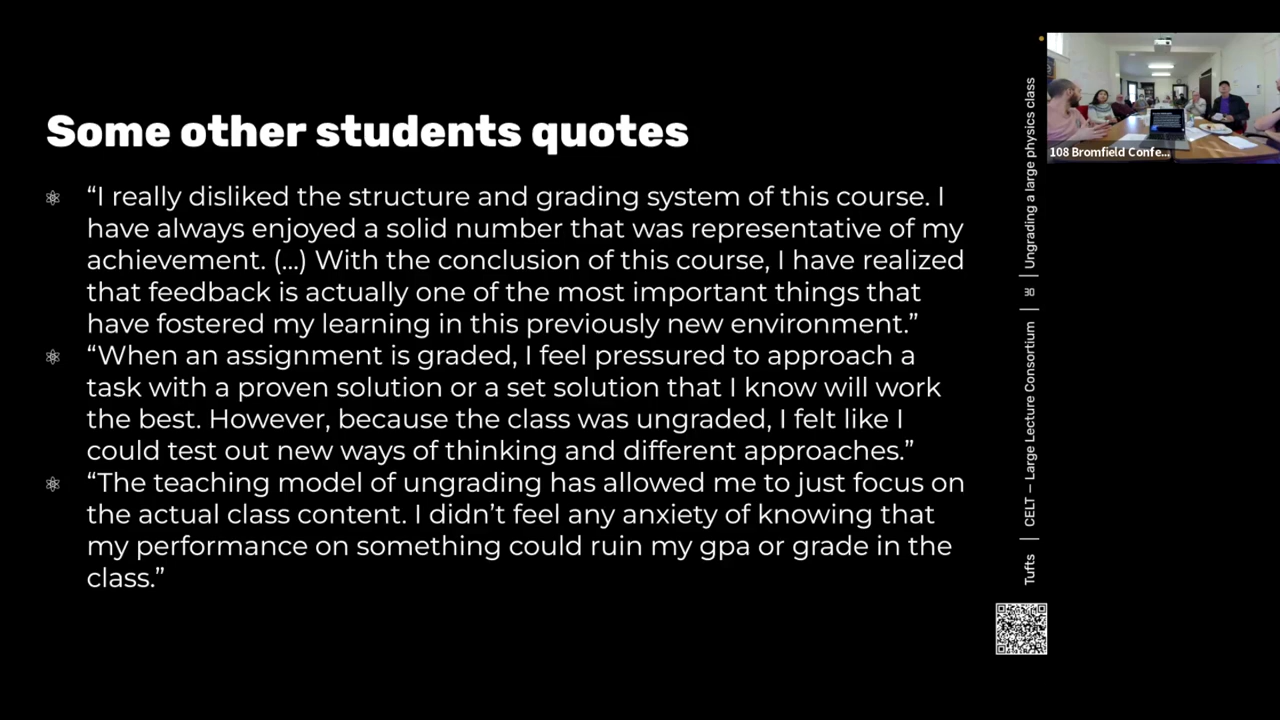 Some other students quotes
“I really disliked the structure and grading system of this course. I
have always enjoyed a solid number that was representative of my
achievement. (...) With the conclusion of this course, I have realized
that feedback is actually one of the most important things that
have fostered my learning in this previously new environment.”
“When an assignment is graded, I feel pressured to approach a
task with a proven solution or a set solution that I know will work
the best. However, because the class was ungraded, I felt like I
could test out new ways of thinking and different approaches.”
“The teaching model of ungrading has allowed me to just focus on
the actual class content. I didn’t feel any anxiety of knowing that
my performance on something could ruin my gpa or grade in the
class.”
Tufts | CELT – Large Lecture Consortium | 30 | Ungrading a large physics class
108 Bromfield Confe...